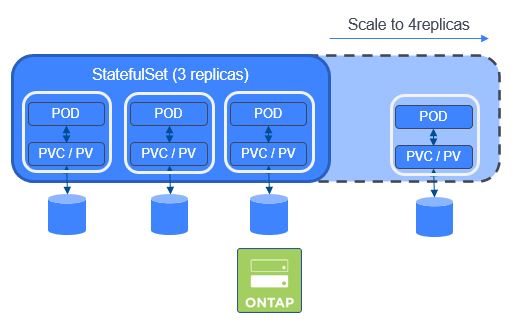 Scale to 4replicas
StatefulSet (3 replicas)
POD
POD
POD
POD
PVC / PV
PVC / PV
PVC / PV
PVC / PV
ONTAP